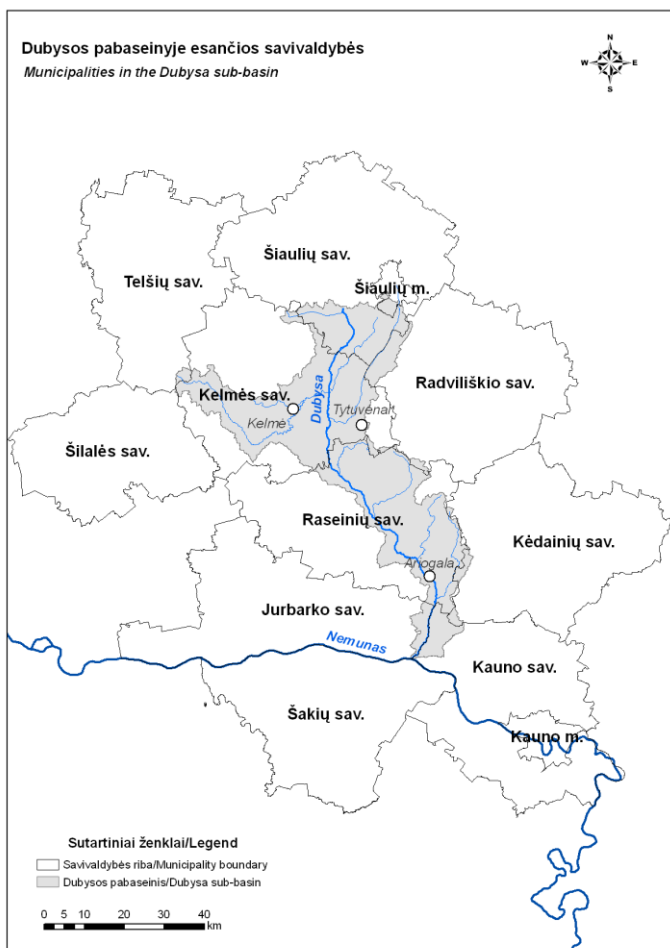 Dubysos pabaseinyje esančios savivaldybės
Municipalities in the Dubysa sub-basin
N
W E
S
Šiaulių sav.
Telšių sav.
Šiaulių m.
Radviliškio sav.
Dubysa
Kelmės sav.
Tytuvėnai
Kelmė
Šilalės sav.
Raseinių sav.
Kėdainių sav.
Ariogala
Jurbarko sav.
Nemunas
Kauno sav.
Šakių sav.
Kauno m.
Sutartiniai ženklai/Legend
Savivaldybės riba/Municipality boundary
Dubysos pabaseinis/Dubysa sub-basin
0 5 10 20 30 40
km